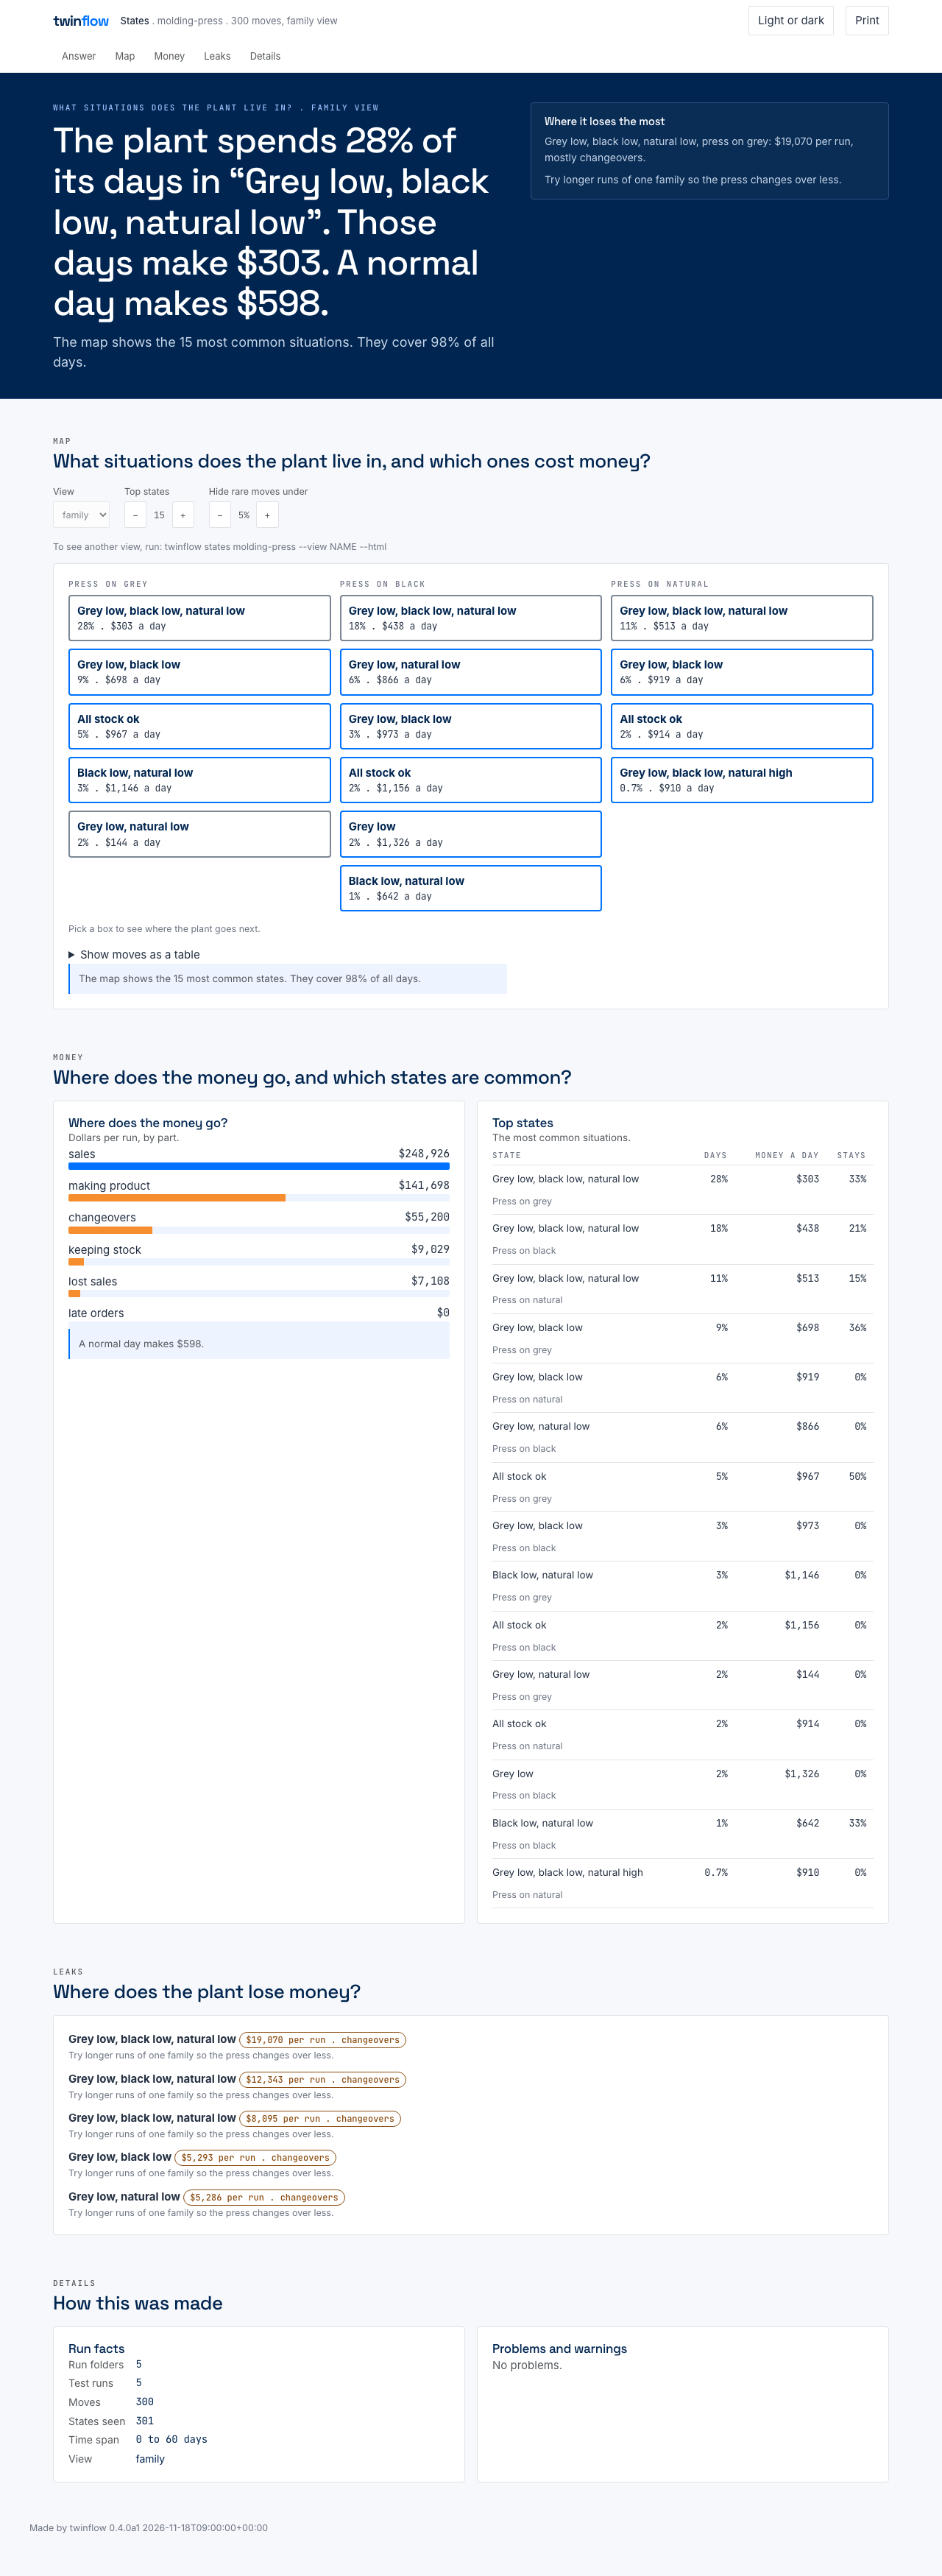 twinflow States . molding-press . 300 moves, family view
Light or dark
Print
Answer Map Money Leaks Details
WHAT SITUATIONS DOES THE PLANT LIVE IN? . FAMILY VIEW
The plant spends 28% of
its days in “Grey low, black
low, natural low”. Those
days make $303. A normal
day makes $598.
The map shows the 15 most common situations. They cover 98% of all
days.
Where it loses the most
Grey low, black low, natural low, press on grey: $19,070 per run,
mostly changeovers.
Try longer runs of one family so the press changes over less.
MAP
What situations does the plant live in, and which ones cost money?
View Top states Hide rare moves under
family − 15 + − 5% +
To see another view, run: twinflow states molding-press --view NAME --html
PRESS ON GREY
Grey low, black low, natural low
28% . $303 a day
Grey low, black low
9% . $698 a day
All stock ok
5% . $967 a day
Black low, natural low
3% . $1,146 a day
Grey low, natural low
2% . $144 a day
PRESS ON BLACK
Grey low, black low, natural low
18% . $438 a day
Grey low, natural low
6% . $866 a day
Grey low, black low
3% . $973 a day
All stock ok
2% . $1,156 a day
Grey low
2% . $1,326 a day
Black low, natural low
1% . $642 a day
PRESS ON NATURAL
Grey low, black low, natural low
11% . $513 a day
Grey low, black low
6% . $919 a day
All stock ok
2% . $914 a day
Grey low, black low, natural high
0.7% . $910 a day
Pick a box to see where the plant goes next.
Show moves as a table
The map shows the 15 most common states. They cover 98% of all days.
MONEY
Where does the money go, and which states are common?
Where does the money go?
Dollars per run, by part.
sales $248,926
making product $141,698
changeovers $55,200
keeping stock $9,029
lost sales $7,108
late orders $0
A normal day makes $598.
Top states
The most common situations.
STATE DAYS MONEY A DAY STAYS
Grey low, black low, natural low 28% $303 33%
Press on grey
Grey low, black low, natural low 18% $438 21%
Press on black
Grey low, black low, natural low 11% $513 15%
Press on natural
Grey low, black low 9% $698 36%
Press on grey
Grey low, black low 6% $919 0%
Press on natural
Grey low, natural low 6% $866 0%
Press on black
All stock ok 5% $967 50%
Press on grey
Grey low, black low 3% $973 0%
Press on black
Black low, natural low 3% $1,146 0%
Press on grey
All stock ok 2% $1,156 0%
Press on black
Grey low, natural low 2% $144 0%
Press on grey
All stock ok 2% $914 0%
Press on natural
Grey low 2% $1,326 0%
Press on black
Black low, natural low 1% $642 33%
Press on black
Grey low, black low, natural high 0.7% $910 0%
Press on natural
LEAKS
Where does the plant lose money?
Grey low, black low, natural low $19,070 per run . changeovers
Try longer runs of one family so the press changes over less.
Grey low, black low, natural low $12,343 per run . changeovers
Try longer runs of one family so the press changes over less.
Grey low, black low, natural low $8,095 per run . changeovers
Try longer runs of one family so the press changes over less.
Grey low, black low $5,293 per run . changeovers
Try longer runs of one family so the press changes over less.
Grey low, natural low $5,286 per run . changeovers
Try longer runs of one family so the press changes over less.
DETAILS
How this was made
Run facts
Run folders 5
Test runs 5
Moves 300
States seen 301
Time span 0 to 60 days
View family
Problems and warnings
No problems.
Made by twinflow 0.4.0a1 2026-11-18T09:00:00+00:00